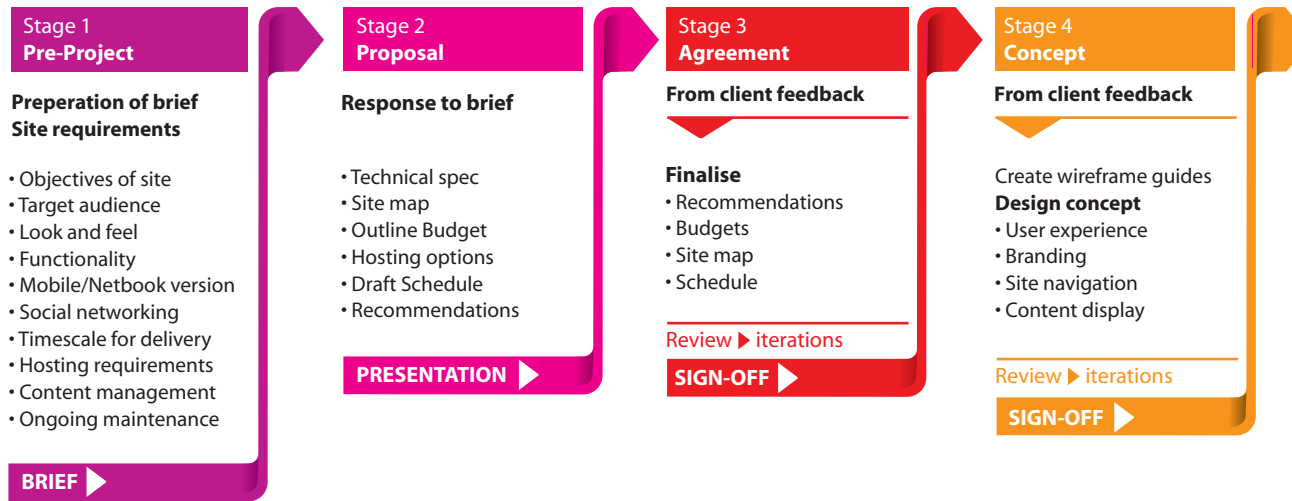 Stage 1
Pre-Project
Preperation of brief
Site requirements
• Objectives of site
• Target audience
• Look and feel
• Functionality
• Mobile/Netbook version
• Social networking
• Timescale for delivery
• Hosting requirements
• Content management
• Ongoing maintenance
BRIEF
Stage 2
Proposal
Response to brief
• Technical spec
• Site map
• Outline Budget
• Hosting options
• Draft Schedule
• Recommendations
PRESENTATION
Stage 3
Agreement
From client feedback
Finalise
• Recommendations
• Budgets
• Site map
• Schedule
Review ▶ iterations
SIGN-OFF
Stage 4
Concept
From client feedback
Create wireframe guides
Design concept
• User experience
• Branding
• Site navigation
• Content display
Review ▶ iterations
SIGN-OFF